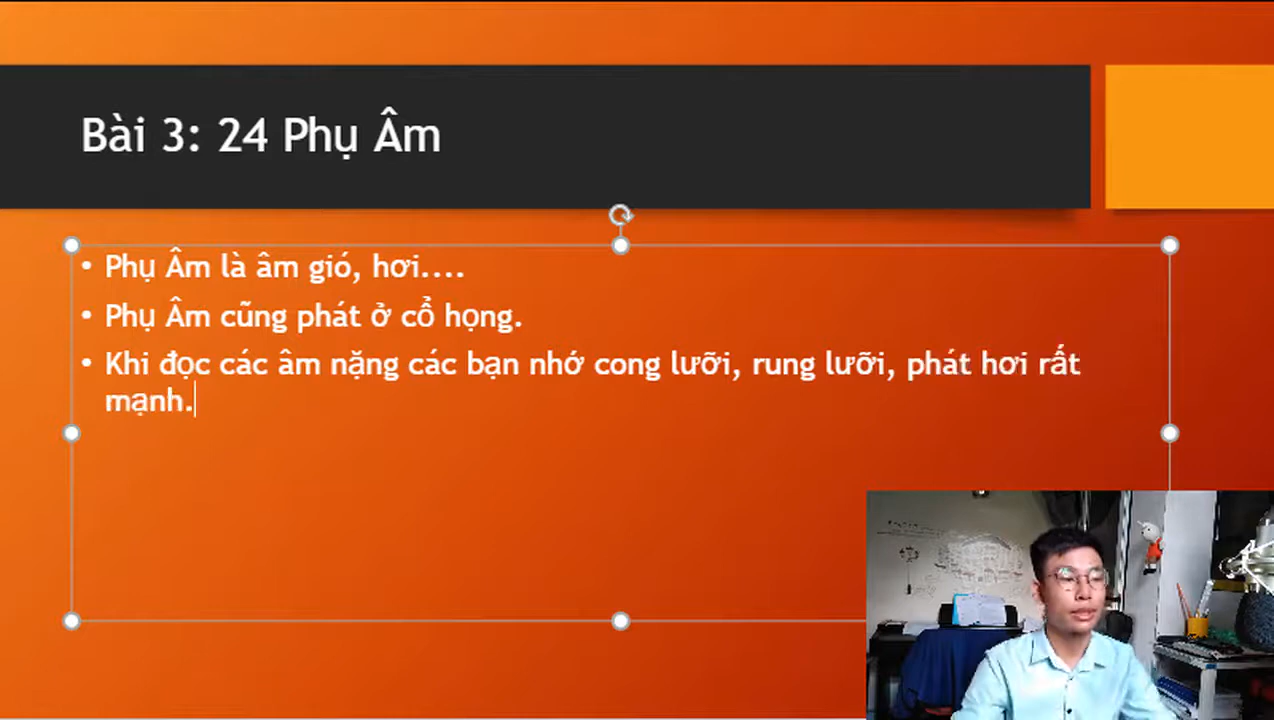 Bài 3: 24 Phụ Âm
• Phụ Âm là âm gió, hơi....
• Phụ Âm cũng phát ở cổ họng.
• Khi đọc các âm nặng các bạn nhớ cong lưỡi, rung lưỡi, phát hơi rất
mạnh.